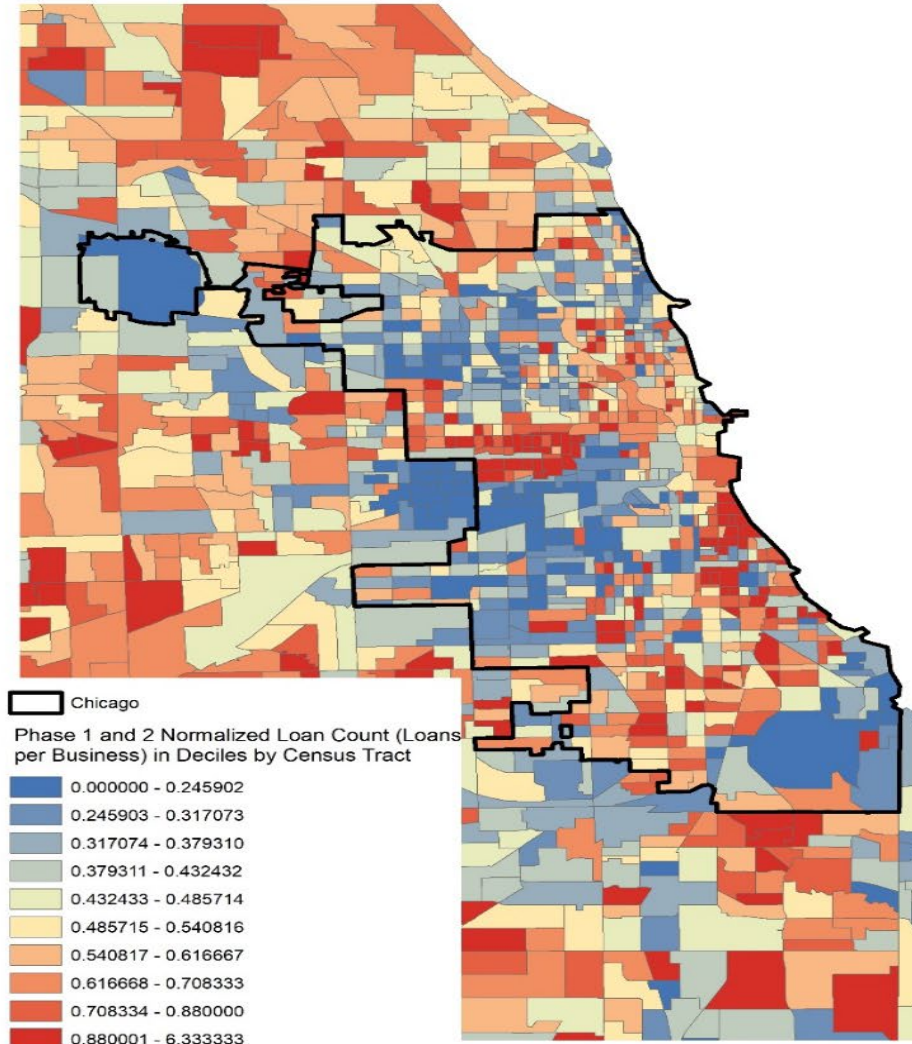 Chicago
Phase 1 and 2 Normalized Loan Count (Loans
per Business) in Deciles by Census Tract
0.000000 - 0.245902
0.245903 - 0.317073
0.317074 - 0.379310
0.379311 - 0.432432
0.432433 - 0.485714
0.485715 - 0.540816
0.540817 - 0.616667
0.616668 - 0.708333
0.708334 - 0.880000
0.880001 - 6.333333